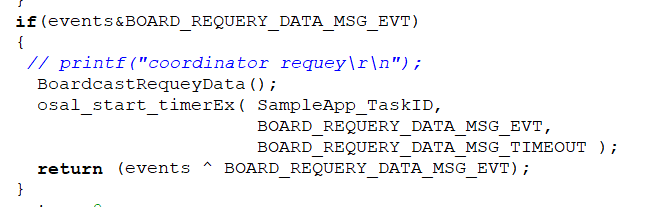 }
if(events&BOARD_REQUERY_DATA_MSG_EVT)
{
// printf("coordinator requey\r\n");
BoardcastRequeyData();
osal_start_timerEx( SampleApp_TaskID,
BOARD_REQUERY_DATA_MSG_EVT,
BOARD_REQUERY_DATA_MSG_TIMEOUT );
return (events ^ BOARD_REQUERY_DATA_MSG_EVT);
}